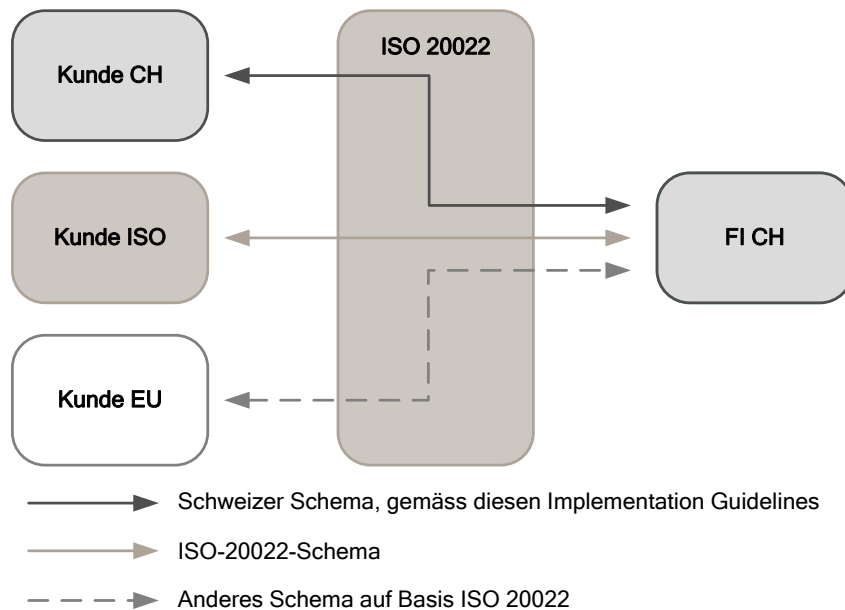 ISO 20022
Kunde CH
Kunde ISO
FI CH
Kunde EU
Schweizer Schema, gemäss diesen Implementation Guidelines
ISO-20022-Schema
Anderes Schema auf Basis ISO 20022